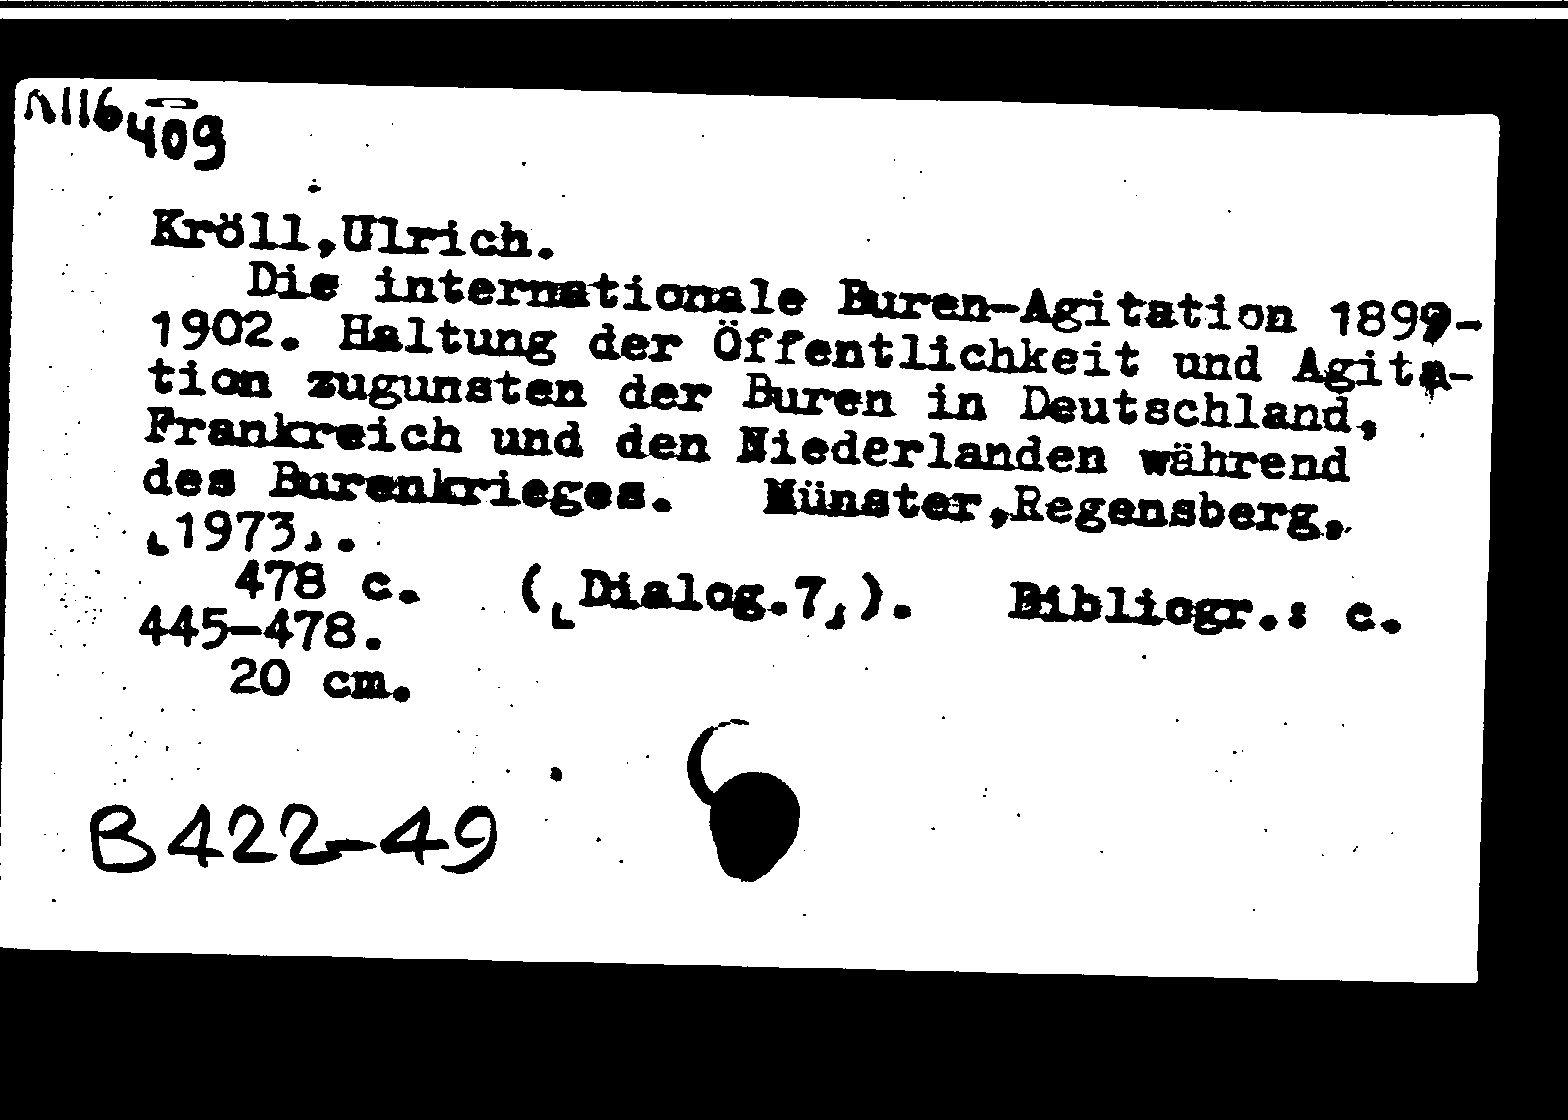 П116 409
Kröll,Ulrich.
Die internationale Buren-Agitation 1899-
1902. Haltung der Öffentlichkeit und Agita-
tion zugunsten der Buren in Deutschland,
Frankreich und den Niederlanden während
des Burenkrieges. Münster,Regensberg,
⌞1973⌟.
478 c. (⌞Dialog.7⌟). Bibliogr.: c.
445-478.
20 cm.
B422-49